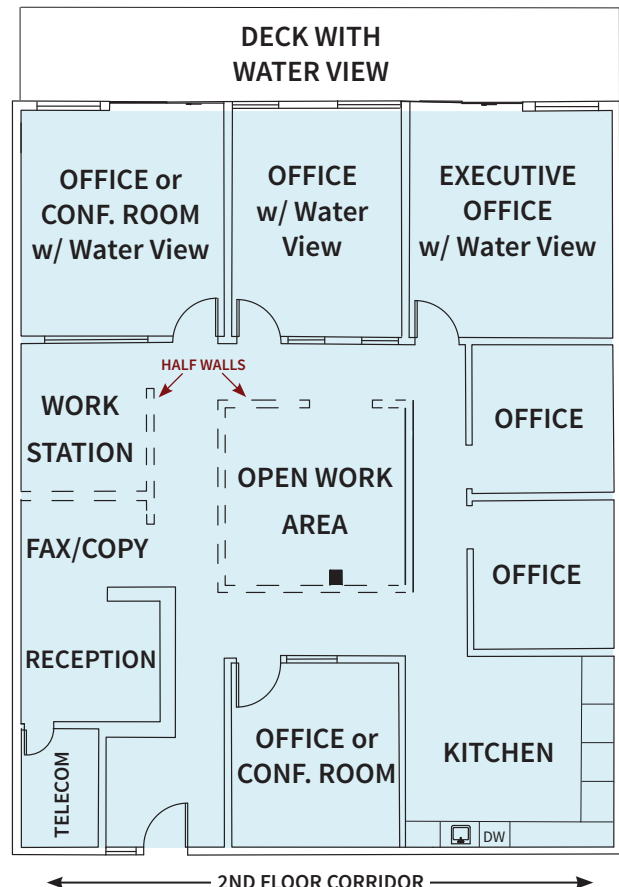 DECK WITH
WATER VIEW
OFFICE or
CONF. ROOM
w/ Water View
OFFICE
w/ Water
View
EXECUTIVE
OFFICE
w/ Water View
HALF WALLS
WORK
STATION
OPEN WORK
AREA
OFFICE
FAX/COPY
OFFICE
RECEPTION
TELECOM
OFFICE or
CONF. ROOM
KITCHEN
DW
2ND FLOOR CORRIDOR